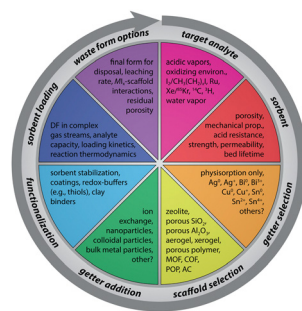 waste form options
target analyte
sorbent
getter selection
scaffold selection
getter addition
functionalization
sorbent loading
final form for
disposal, leaching
rate, ML-scaffold
interactions,
residual
porosity
acidic vapors,
oxidizing environ.,
I₂/CH₃(CH₂)ₓI, Ru,
Xe/⁸⁵Kr, ¹⁴C, ³H,
water vapor
porosity,
mechanical prop.,
acid resistance,
strength, permeability,
bed lifetime
physisorption only,
Ag⁰, Ag⁺, Bi⁰, Bi³⁺,
Cu⁰, Cu⁺, Sn⁰,
Sn²⁺, Sn⁴⁺,
others?
zeolite,
porous SiO₂,
porous Al₂O₃,
aerogel, xerogel,
porous polymer,
MOF, COF,
POP, AC
ion
exchange,
nanoparticles,
colloidal particles,
bulk metal particles,
other?
sorbent stabilization,
coatings, redox-buffers
(e.g., thiols), clay
binders
DF in complex
gas streams, analyte
capacity, loading kinetics,
reaction thermodynamics